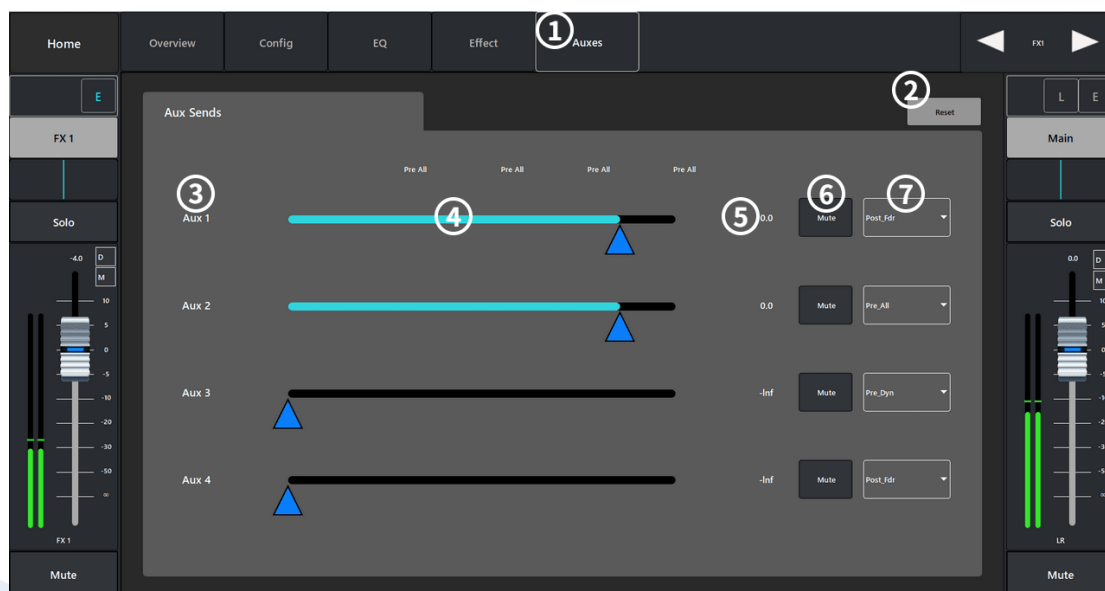 Home Overview Config EQ Effect 1 Auxes FX1
E 2 L E
Aux Sends Reset
FX 1 Main
Pre All Pre All Pre All Pre All
3 4 5 6 7
Aux 1 0.0 Mute Post_Fdr
Solo Solo
-4.0 D 0.0 D
M M
10
Aux 2 0.0 Mute Pre_All
5
0
-5
Aux 3 -Inf Mute Pre_Dyn
-10
-20
-30
-50
Aux 4 -Inf Mute Post_Fdr
∞
FX 1 LR
Mute Mute